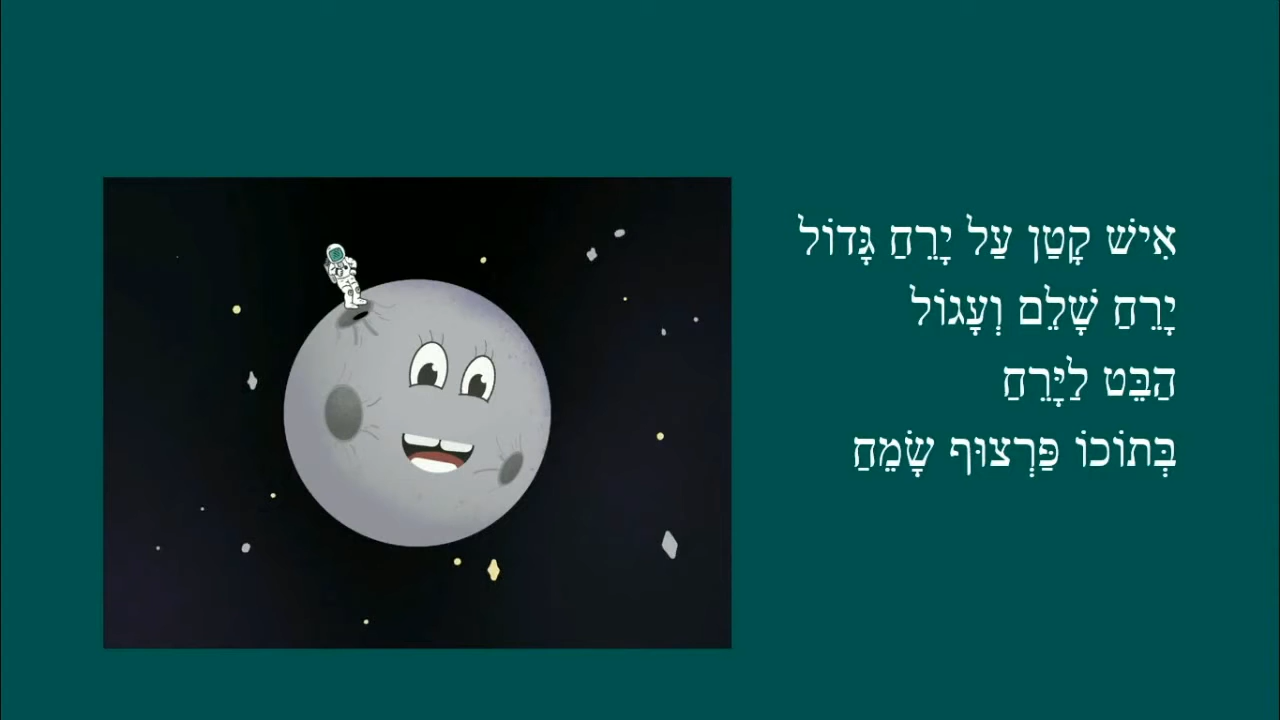 אִישׁ קָטַן עַל יָרֵחַ גָּדוֹל
יָרֵחַ שָׁלֵם וְעָגוֹל
הַבֵּט לַיָּרֵחַ
בְּתוֹכוֹ פַּרְצוּף שָׂמֵחַ